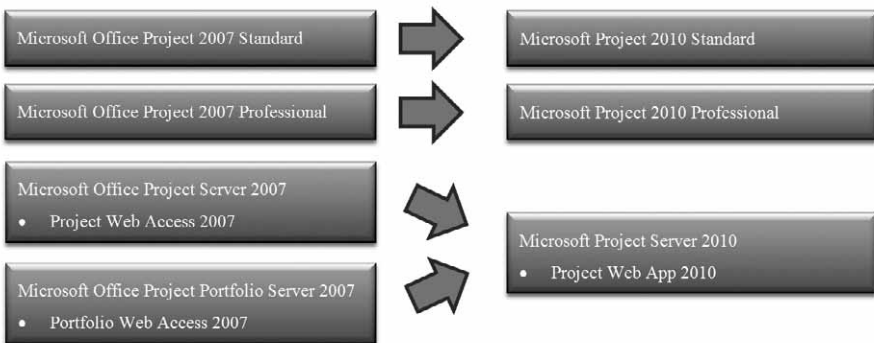 Microsoft Office Project 2007 Standard
Microsoft Project 2010 Standard
Microsoft Office Project 2007 Professional
Microsoft Project 2010 Professional
Microsoft Office Project Server 2007
• Project Web Access 2007
Microsoft Office Project Portfolio Server 2007
• Portfolio Web Access 2007
Microsoft Project Server 2010
• Project Web App 2010